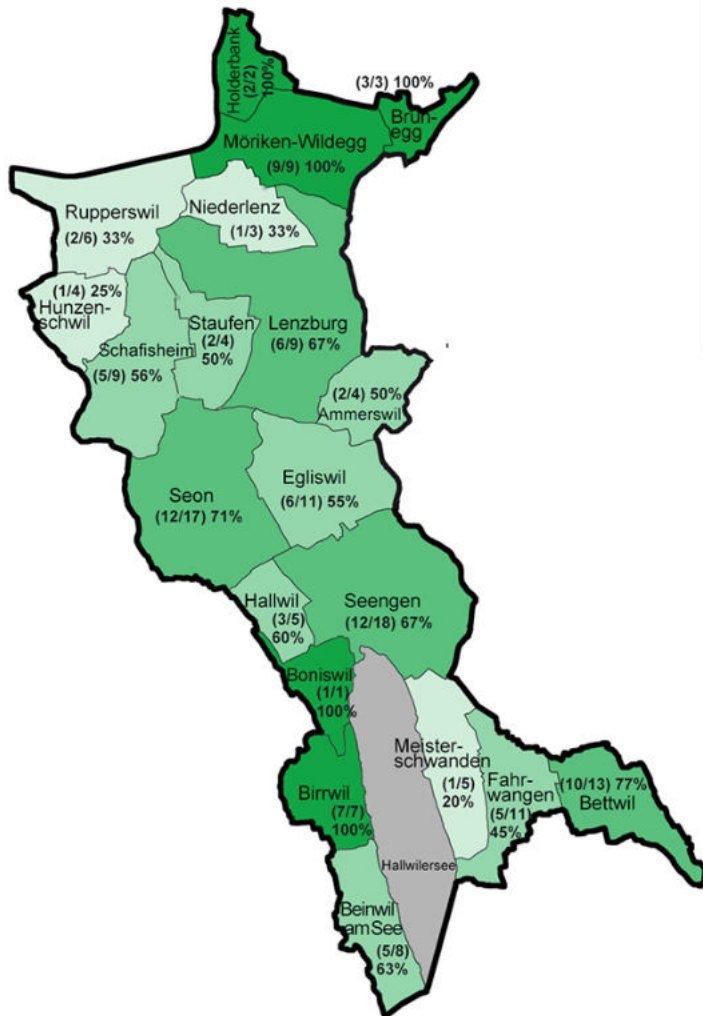 Holderbank
(2/2)
100%
(3/3) 100%
Brun-
egg
Möriken-Wildegg
(9/9) 100%
Rupperswil
(2/6) 33%
Niederlenz
(1/3) 33%
(1/4) 25%
Hunzen-
schwil
Schafisheim
(5/9) 56%
Staufen
(2/4)
50%
Lenzburg
(6/9) 67%
(2/4) 50%
Ammerswil
Seon
(12/17) 71%
Egliswil
(6/11) 55%
Hallwil
(3/5)
60%
Seengen
(12/18) 67%
Boniswil
(1/1)
100%
Meister-
schwanden
(1/5)
20%
Fahr-
wangen
(5/11)
45%
(10/13) 77%
Bettwil
Birrwil
(7/7)
100%
Hallwilersee
Beinwil
am See
(5/8)
63%